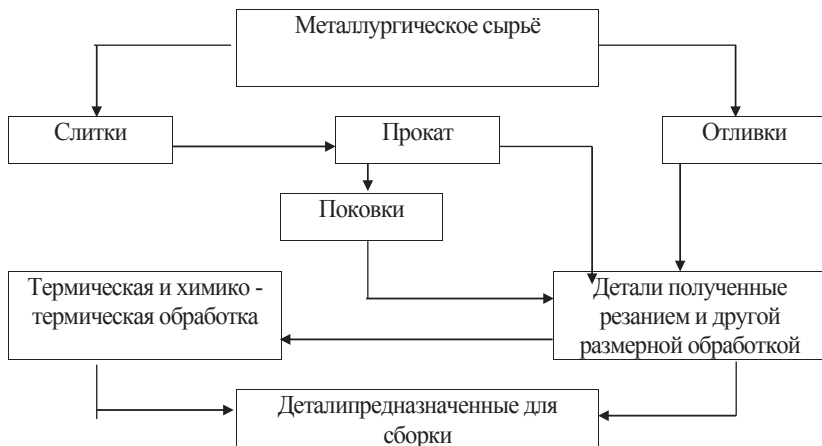 Металлургическое сырьё
Слитки
Прокат
Отливки
Поковки
Термическая и химико -
термическая обработка
Детали полученные
резанием и другой
размерной обработкой
Деталипредназначенные для
сборки